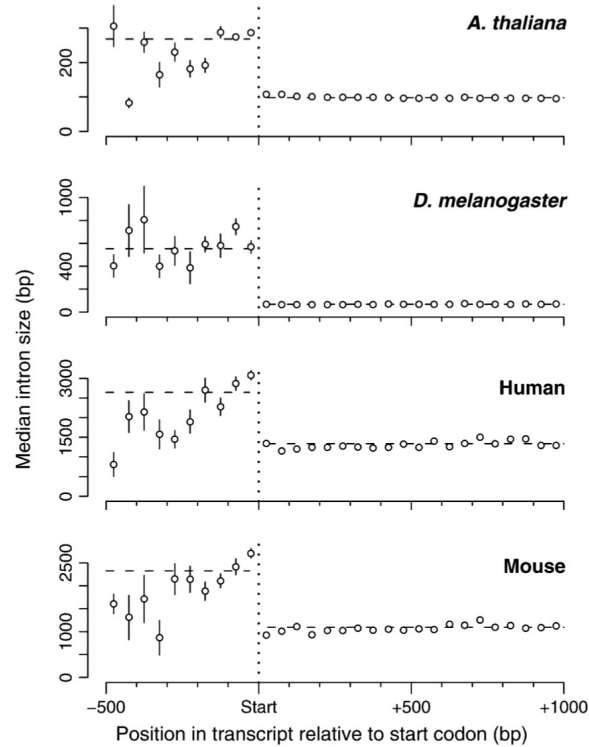 A. thaliana
200
0
D. melanogaster
1000
400
0
Human
3000
1500
0
Mouse
2500
1000
0
Median intron size (bp)
−500 Start +500 +1000
Position in transcript relative to start codon (bp)